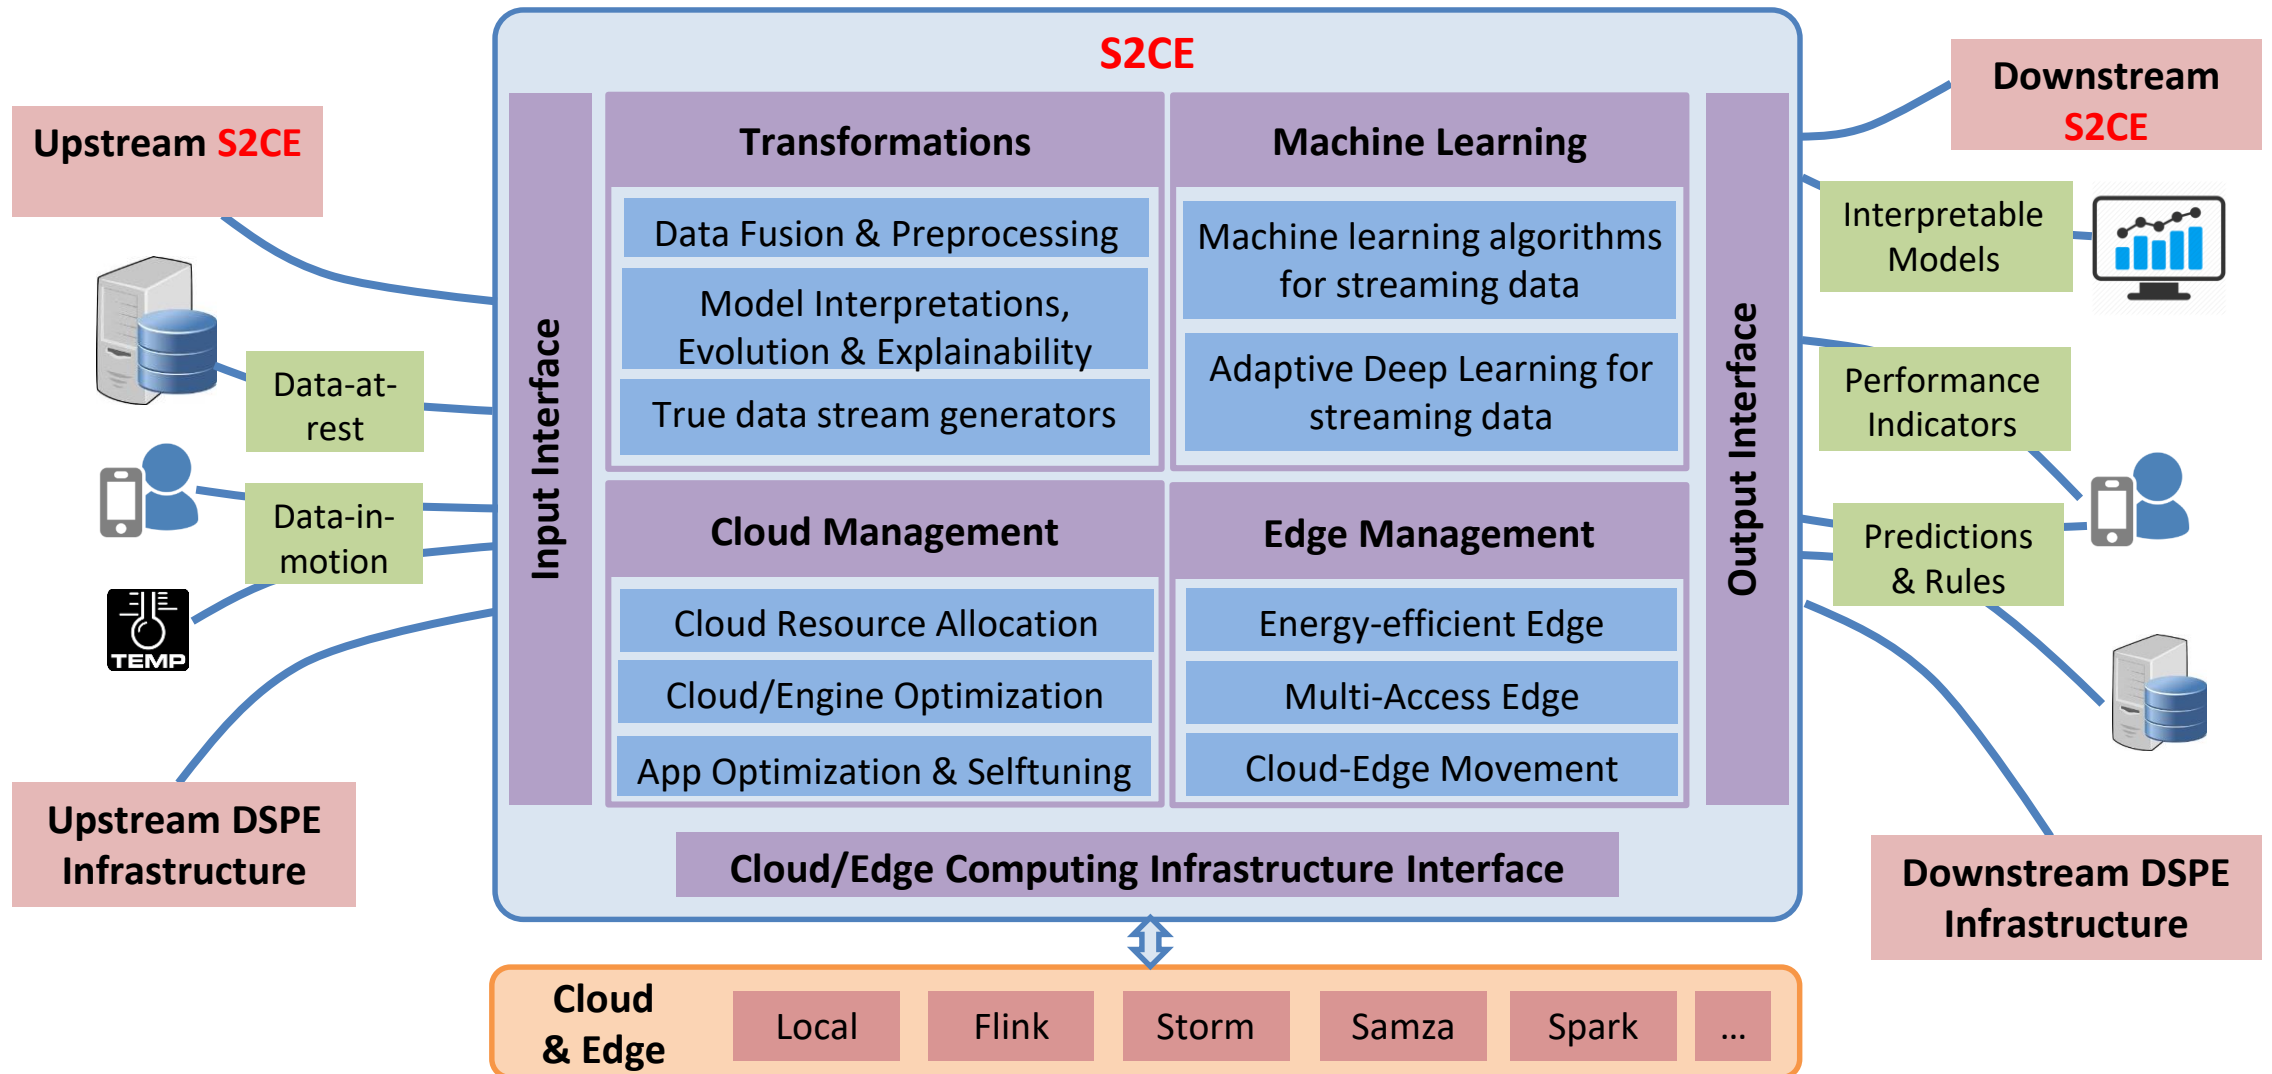 S2CE
Upstream S2CE
Data-at-
rest
Data-in-
motion
TEMP
Upstream DSPE
Infrastructure
Input Interface
Transformations
Data Fusion & Preprocessing
Model Interpretations,
Evolution & Explainability
True data stream generators
Machine Learning
Machine learning algorithms
for streaming data
Adaptive Deep Learning for
streaming data
Cloud Management
Cloud Resource Allocation
Cloud/Engine Optimization
App Optimization & Selftuning
Edge Management
Energy-efficient Edge
Multi-Access Edge
Cloud-Edge Movement
Output Interface
Cloud/Edge Computing Infrastructure Interface
Downstream
S2CE
Interpretable
Models
Performance
Indicators
Predictions
& Rules
Downstream DSPE
Infrastructure
Cloud
& Edge
Local
Flink
Storm
Samza
Spark
...